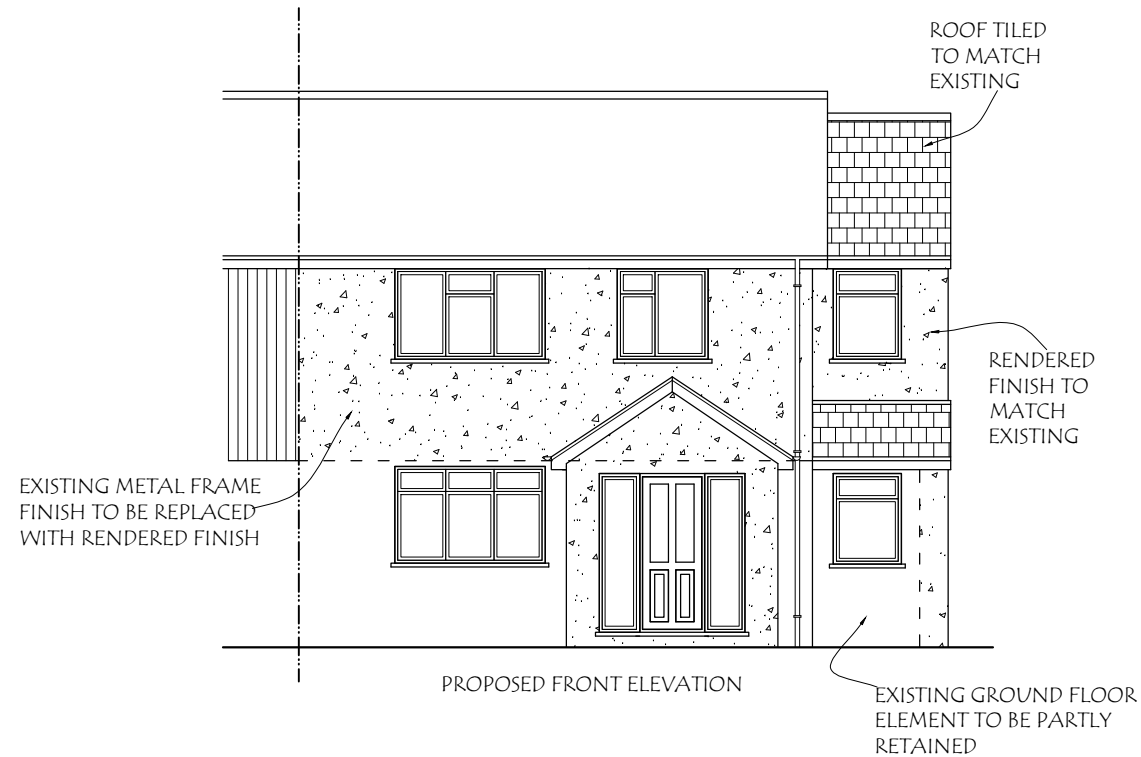 ROOF TILED
TO MATCH
EXISTING
RENDERED
FINISH TO
MATCH
EXISTING
EXISTING METAL FRAME
FINISH TO BE REPLACED
WITH RENDERED FINISH
PROPOSED FRONT ELEVATION
EXISTING GROUND FLOOR
ELEMENT TO BE PARTLY
RETAINED